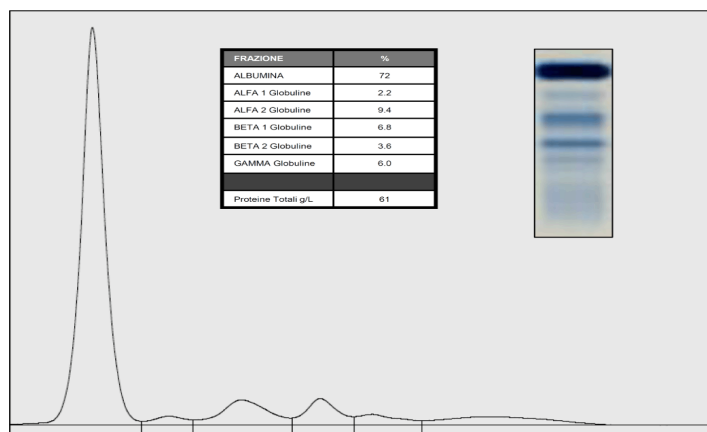 FRAZIONE %
ALBUMINA 72
ALFA 1 Globuline 2.2
ALFA 2 Globuline 9.4
BETA 1 Globuline 6.8
BETA 2 Globuline 3.6
GAMMA Globuline 6.0
Proteine Totali g/L 61